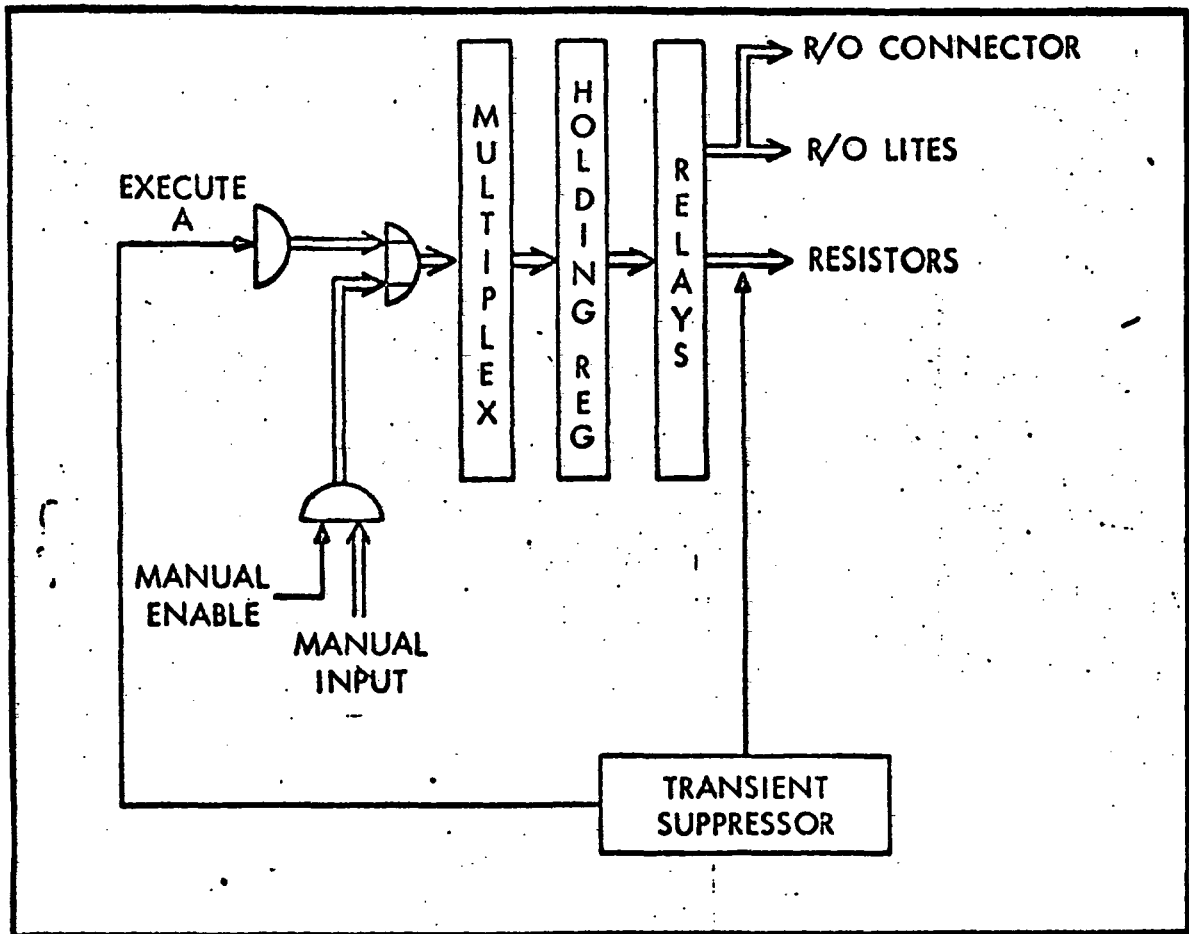 R/O CONNECTOR
R/O LITES
RESISTORS
EXECUTE
A
MULTIPLEX
HOLDING REG
RELAYS
MANUAL
ENABLE
MANUAL
INPUT
TRANSIENT
SUPPRESSOR